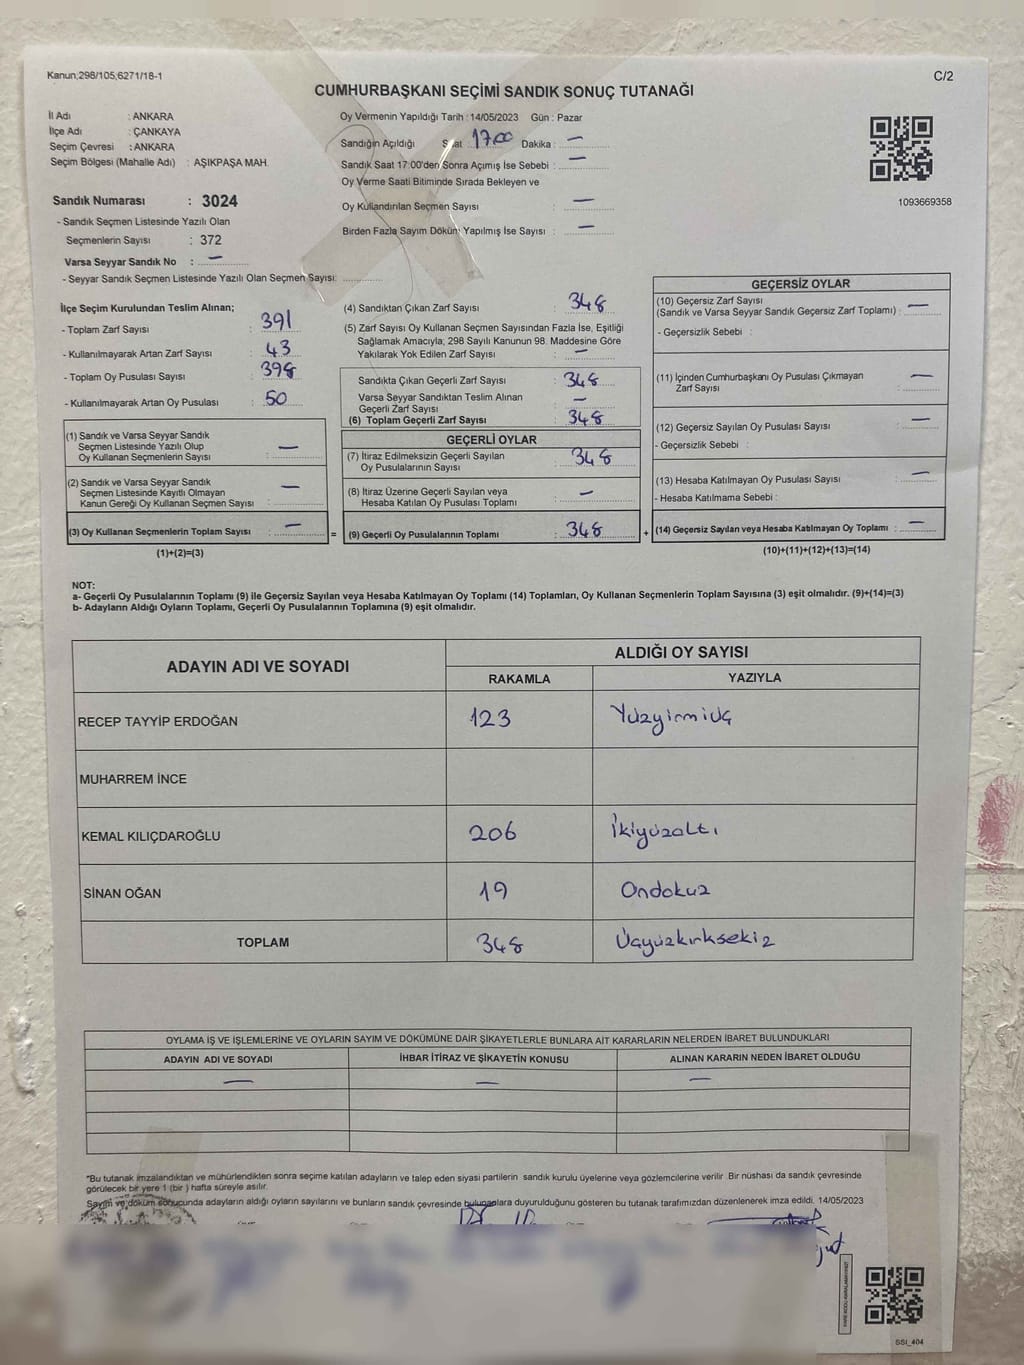 Kanun;298/105;6271/18-1
C/2
CUMHURBAŞKANI SEÇİMİ SANDIK SONUÇ TUTANAĞI
İl Adı : ANKARA
İlçe Adı : ÇANKAYA
Seçim Çevresi : ANKARA
Seçim Bölgesi (Mahalle Adı) : AŞIKPAŞA MAH.
Sandık Numarası : 3024
- Sandık Seçmen Listesinde Yazılı Olan
Seçmenlerin Sayısı : 372
Varsa Seyyar Sandık No : —
- Seyyar Sandık Seçmen Listesinde Yazılı Olan Seçmen Sayısı:
Oy Vermenin Yapıldığı Tarih : 14/05/2023 Gün : Pazar
Sandığın Açıldığı Saat 17.00 Dakika : —
Sandık Saat 17:00'den Sonra Açımış İse Sebebi : —
Oy Verme Saati Bitiminde Sırada Bekleyen ve
Oy Kullandırılan Seçmen Sayısı : —
Birden Fazla Sayım Döküm Yapılmış İse Sayısı : —
1093669358
İlçe Seçim Kurulundan Teslim Alınan;
- Toplam Zarf Sayısı : 391
- Kullanılmayarak Artan Zarf Sayısı : 43
- Toplam Oy Pusulası Sayısı : 398
- Kullanılmayarak Artan Oy Pusulası : 50
(1) Sandık ve Varsa Seyyar Sandık
Seçmen Listesinde Yazılı Olup
Oy Kullanan Seçmenlerin Sayısı : —
(2) Sandık ve Varsa Seyyar Sandık
Seçmen Listesinde Kayıtlı Olmayan
Kanun Gereği Oy Kullanan Seçmen Sayısı : —
(3) Oy Kullanan Seçmenlerin Toplam Sayısı : —
(1)+(2)=(3)
(4) Sandıktan Çıkan Zarf Sayısı : 348
(5) Zarf Sayısı Oy Kullanan Seçmen Sayısından Fazla İse, Eşitliği
Sağlamak Amacıyla; 298 Sayılı Kanunun 98. Maddesine Göre
Yakılarak Yok Edilen Zarf Sayısı : —
Sandıkta Çıkan Geçerli Zarf Sayısı : 348
Varsa Seyyar Sandıktan Teslim Alınan
Geçerli Zarf Sayısı : —
(6) Toplam Geçerli Zarf Sayısı : 348
GEÇERLİ OYLAR
(7) İtiraz Edilmeksizin Geçerli Sayılan
Oy Pusulalarının Sayısı : 348
(8) İtiraz Üzerine Geçerli Sayılan veya
Hesaba Katılan Oy Pusulası Toplamı : —
= (9) Geçerli Oy Pusulalarının Toplamı : 348
GEÇERSİZ OYLAR
(10) Geçersiz Zarf Sayısı
(Sandık ve Varsa Seyyar Sandık Geçersiz Zarf Toplamı) : —
- Geçersizlik Sebebi :
(11) İçinden Cumhurbaşkanı Oy Pusulası Çıkmayan
Zarf Sayısı : —
(12) Geçersiz Sayılan Oy Pusulası Sayısı : —
- Geçersizlik Sebebi :
(13) Hesaba Katılmayan Oy Pusulası Sayısı : —
- Hesaba Katılmama Sebebi :
+ (14) Geçersiz Sayılan veya Hesaba Katılmayan Oy Toplamı : —
(10)+(11)+(12)+(13)=(14)
NOT:
a- Geçerli Oy Pusulalarının Toplamı (9) ile Geçersiz Sayılan veya Hesaba Katılmayan Oy Toplamı (14) Toplamları, Oy Kullanan Seçmenlerin Toplam Sayısına (3) eşit olmalıdır. (9)+(14)=(3)
b- Adayların Aldığı Oyların Toplamı, Geçerli Oy Pusulalarının Toplamına (9) eşit olmalıdır.
ADAYIN ADI VE SOYADI
ALDIĞI OY SAYISI
RAKAMLA YAZIYLA
RECEP TAYYİP ERDOĞAN 123 Yüzyirmiüç
MUHARREM İNCE
KEMAL KILIÇDAROĞLU 206 İkiyüzaltı
SİNAN OĞAN 19 Ondokuz
TOPLAM 348 Üçyüzkırksekiz
OYLAMA İŞ VE İŞLEMLERİNE VE OYLARIN SAYIM VE DÖKÜMÜNE DAİR ŞİKAYETLERLE BUNLARA AİT KARARLARIN NELERDEN İBARET BULUNDUKLARI
ADAYIN ADI VE SOYADI İHBAR İTİRAZ VE ŞİKAYETİN KONUSU ALINAN KARARIN NEDEN İBARET OLDUĞU
— — —
*Bu tutanak imzalandıktan ve mühürlendikten sonra seçime katılan adayların ve talep eden siyasi partilerin sandık kurulu üyelerine veya gözlemcilerine verilir. Bir nüshası da sandık çevresinde
görülecek bir yere 1 (bir ) hafta süreyle asılır.
Sayım ve döküm sonucunda adayların aldığı oyların sayılarını ve bunların sandık çevresinde bulunanlara duyurulduğunu gösteren bu tutanak tarafımızdan düzenlenerek imza edildi. 14/05/2023
SSI_404